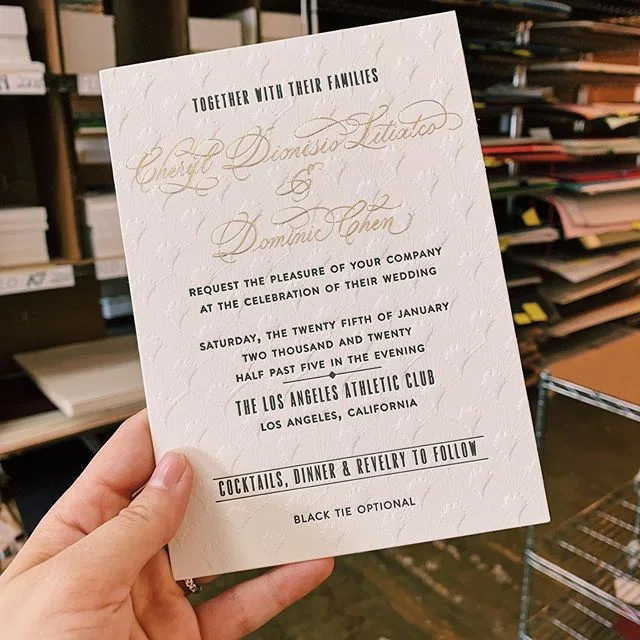 TOGETHER WITH THEIR FAMILIES
Cheryl Dionisio Liliatco
&
Dominic Chen
REQUEST THE PLEASURE OF YOUR COMPANY
AT THE CELEBRATION OF THEIR WEDDING
SATURDAY, THE TWENTY FIFTH OF JANUARY
TWO THOUSAND AND TWENTY
HALF PAST FIVE IN THE EVENING
THE LOS ANGELES ATHLETIC CLUB
LOS ANGELES, CALIFORNIA
COCKTAILS, DINNER & REVELRY TO FOLLOW
BLACK TIE OPTIONAL